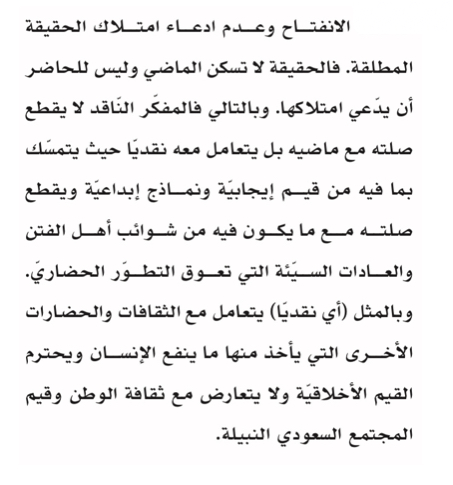 الانفتـاح وعـدم ادعـاء امتـلاك الحقيقة
المطلقة. فالحقيقة لا تسكن الماضي وليس للحاضر
أن يدّعي امتلاكها. وبالتالي فالمفكّر النّاقد لا يقطع
صلته مع ماضيه بل يتعامل معه نقديّا حيث يتمسّك
بما فيه من قيـم إيجابيّة ونمـاذج إبداعيّة ويقطع
صلتـه مـع ما يكـون فيه من شـوائب أهـل الفتن
والعـادات السـيّئة التي تعـوق التطـوّر الحضاريّ.
وبالمثل (أي نقديّا) يتعامل مع الثقافات والحضارات
الأخـرى التي يأخذ منها ما ينفع الإنسـان ويحترم
القيم الأخلاقيّة ولا يتعارض مع ثقافة الوطن وقيم
المجتمع السعودي النبيلة.